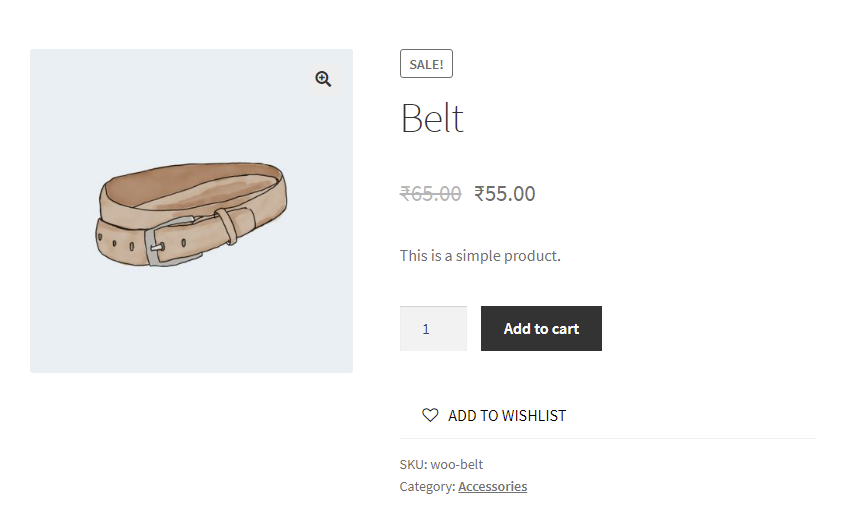 SALE!
Belt
₹65.00 ₹55.00
This is a simple product.
1 Add to cart
ADD TO WISHLIST
SKU: woo-belt
Category: Accessories